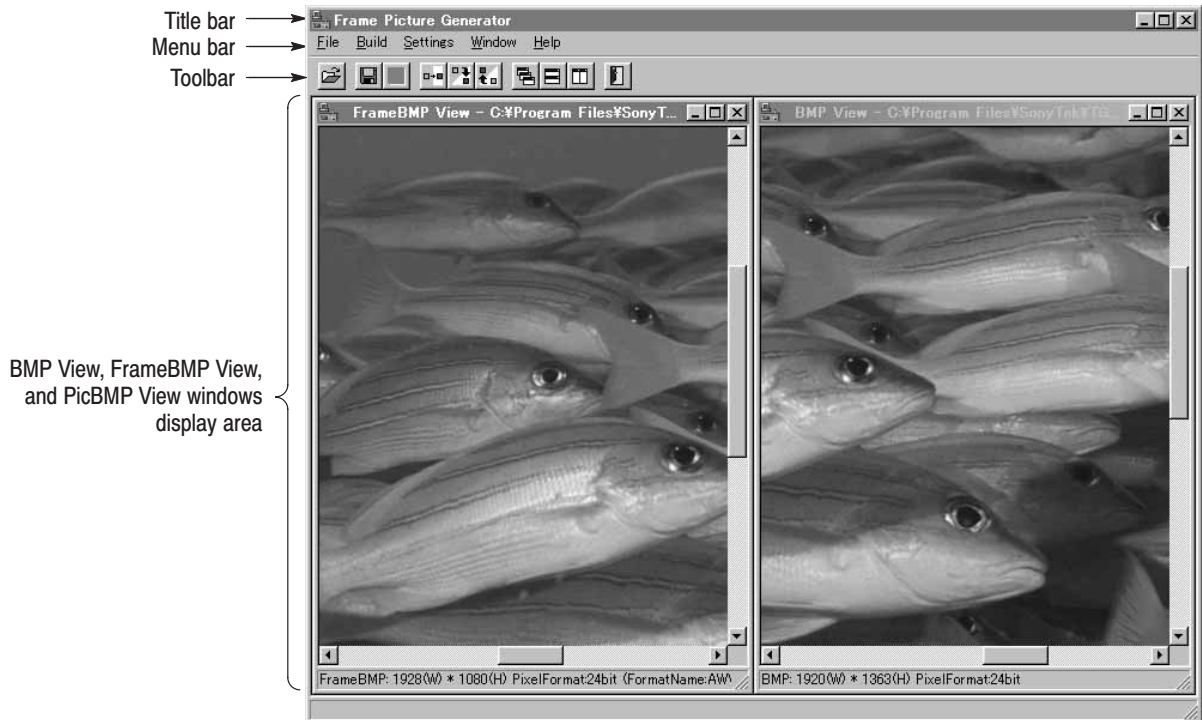 Title bar
Frame Picture Generator
Menu bar
File Build Settings Window Help
Toolbar
FrameBMP View - C:¥Program Files¥SonyT...
BMP View - C:¥Program Files¥SonyTek¥TG...
BMP View, FrameBMP View,
and PicBMP View windows
display area
FrameBMP: 1928(W) * 1080(H) PixelFormat:24bit (FormatName:AW
BMP: 1920(W) * 1363(H) PixelFormat:24bit